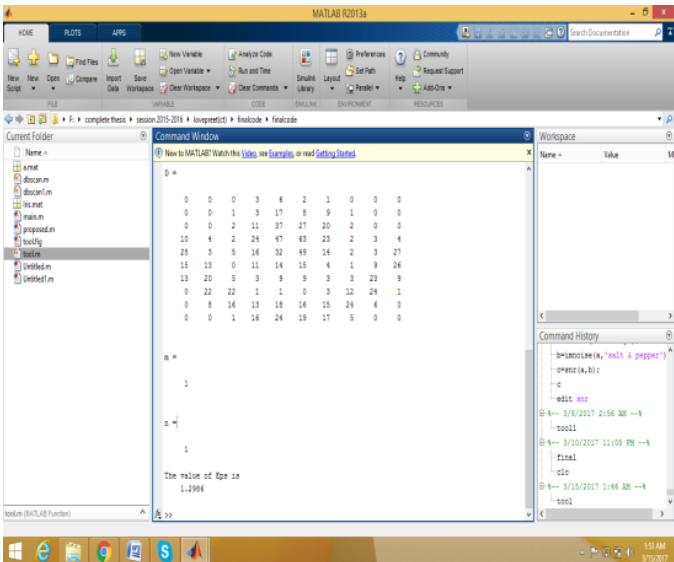 MATLAB R2013a
HOME PLOTS APPS
Search Documentation
New Script New Open Find Files Compare Import Data Save Workspace New Variable Open Variable Clear Workspace Analyze Code Run and Time Clear Commands Simulink Library Layout Preferences Set Path Parallel Help Community Request Support Add-Ons
FILE VARIABLE CODE SIMULINK ENVIRONMENT RESOURCES
F: complete thesis session 2015-2016 lovepreet(ct) finalcode finalcode
Current Folder
Name
a.mat
dbscan.m
dbscan1.m
Iris.mat
main.m
proposed.m
tool.fig
tool.m
Untitled.m
Untitled1.m
tool.m (MATLAB Function)
Command Window
New to MATLAB? Watch this Video, see Examples, or read Getting Started.
D =
0 0 0 3 6 2 1 0 0 0
0 0 1 3 17 8 9 1 0 0
0 0 2 11 37 27 20 2 0 0
10 4 2 24 47 63 23 2 3 4
28 3 5 16 32 49 14 2 3 27
15 13 0 11 14 15 4 1 9 26
13 20 5 3 9 9 3 3 23 9
0 22 22 1 1 0 3 12 24 1
0 8 16 13 18 16 15 24 6 0
0 0 1 16 24 19 17 5 0 0
m =
1
n =
1
The value of Eps is
1.2986
fx >>
Workspace
Name Value M
Command History
b=imnoise(a,'salt & pepper')
c=snr(a,b);
c
edit snr
%-- 3/8/2017 2:56 AM --%
tool1
%-- 3/10/2017 11:05 PM --%
final
clc
%-- 3/15/2017 1:46 AM --%
tool
1:53 AM
3/15/2017